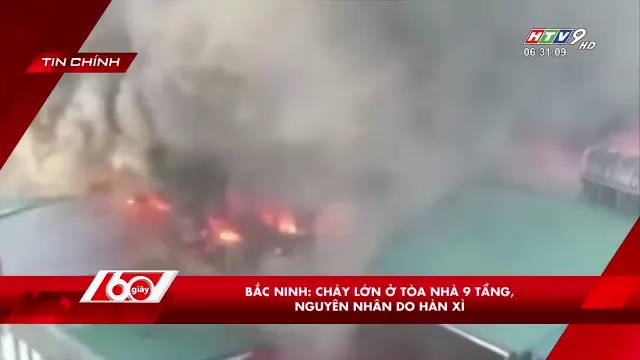 TIN CHÍNH
HTV9 HD
06:31:09
60 giây
BẮC NINH: CHÁY LỚN Ở TÒA NHÀ 9 TẦNG,
NGUYÊN NHÂN DO HÀN XÌ